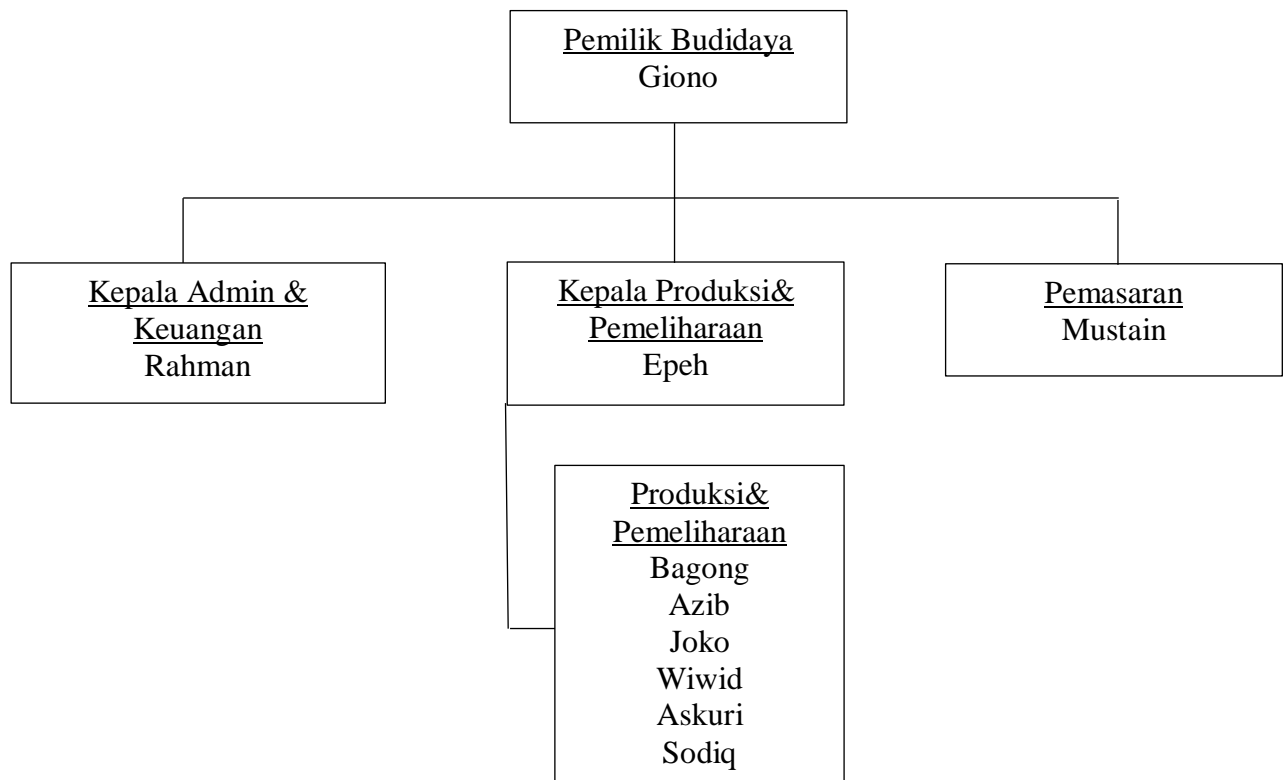 Pemilik Budidaya
Giono
Kepala Admin &
Keuangan
Rahman
Kepala Produksi&
Pemeliharaan
Epeh
Pemasaran
Mustain
Produksi&
Pemeliharaan
Bagong
Azib
Joko
Wiwid
Askuri
Sodiq